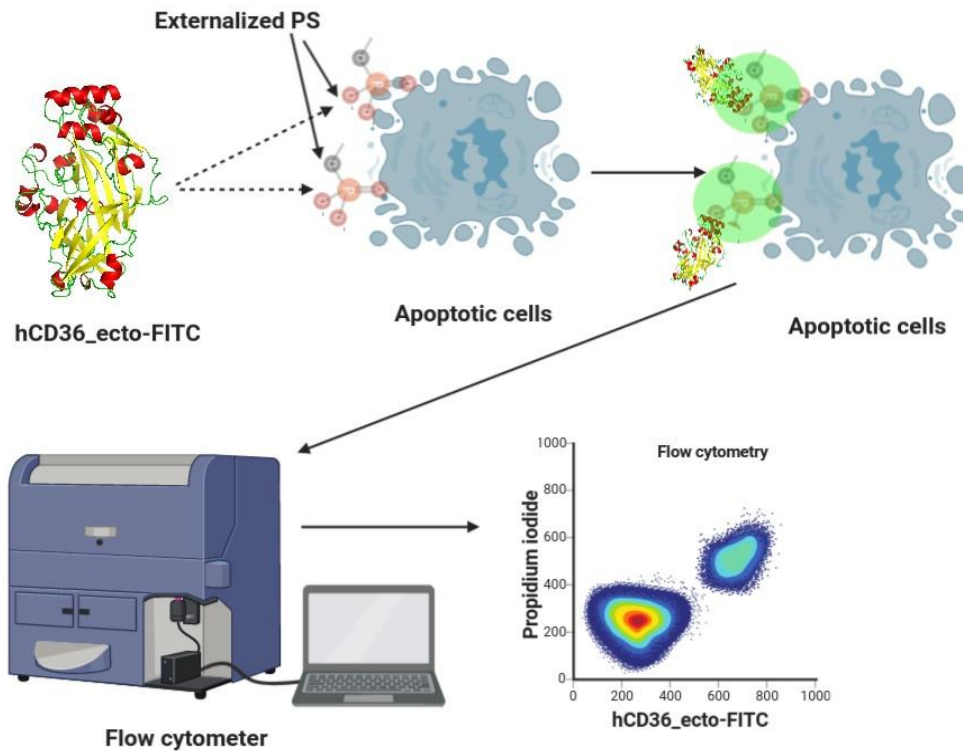 Externalized PS
hCD36_ecto-FITC
Apoptotic cells
Apoptotic cells
Flow cytometer
Flow cytometry
Propidium iodide
1000
800
600
400
200
0
0 200 400 600 800 1000
hCD36_ecto-FITC